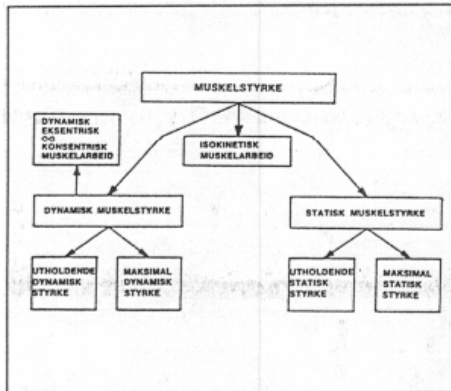 MUSKELSTYRKE
DYNAMISK
EKSENTRISK
OG
KONSENTRISK
MUSKELARBEID
ISOKINETISK
MUSKELARBEID
DYNAMISK MUSKELSTYRKE
STATISK MUSKELSTYRKE
UTHOLDENDE
DYNAMISK
STYRKE
MAKSIMAL
DYNAMISK
STYRKE
UTHOLDENDE
STATISK
STYRKE
MAKSIMAL
STATISK
STYRKE